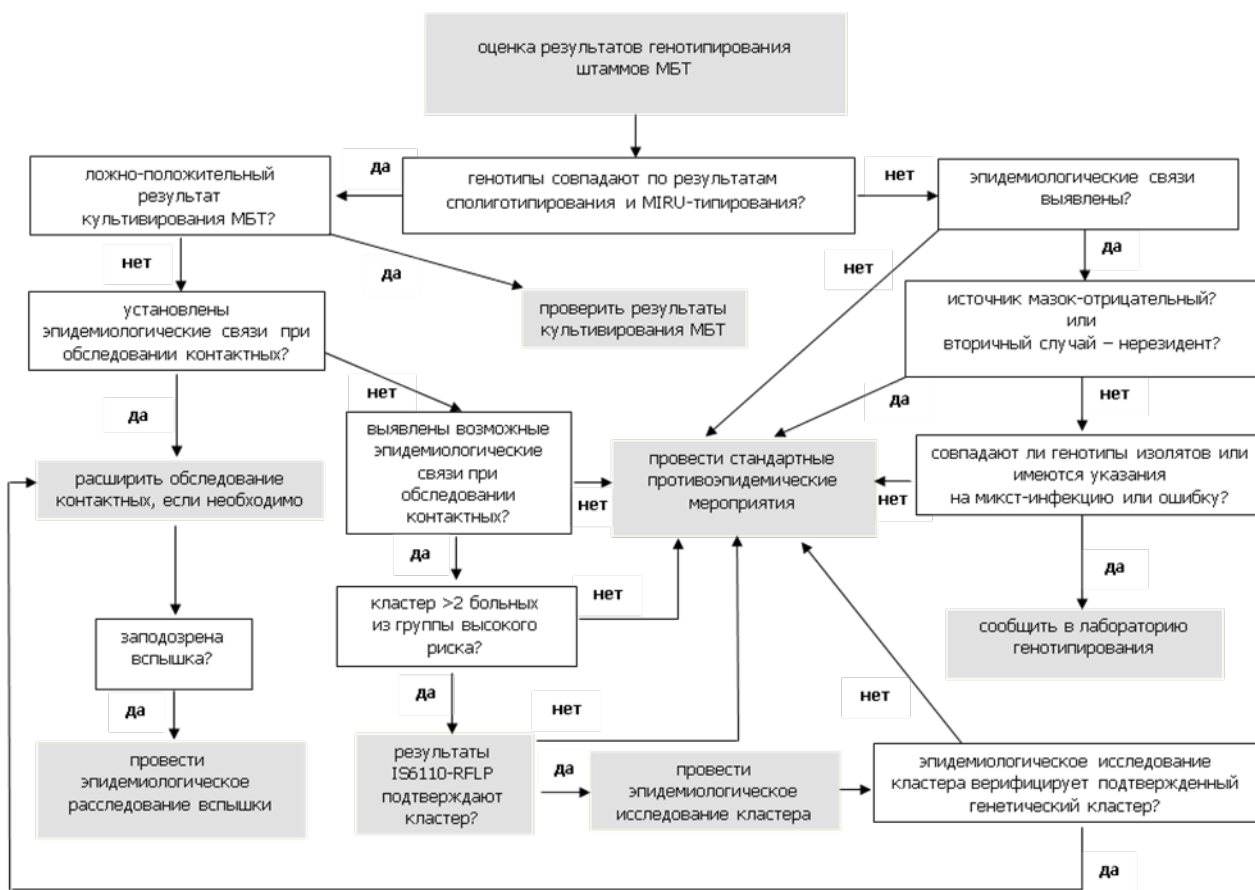 оценка результатов генотипирования
штаммов МБТ
да
нет
ложно-положительный
результат
культивирования МБТ?
генотипы совпадают по результатам
сполиготипирования и MIRU-типирования?
эпидемиологические связи
выявлены?
нет
да
нет
да
установлены
эпидемиологические связи при
обследовании контактных?
проверить результаты
культивирования МБТ
источник мазок-отрицательный?
или
вторичный случай – нерезидент?
да
нет
да
нет
выявлены возможные
эпидемиологические
связи при
обследовании
контактных?
провести стандартные
противоэпидемические
мероприятия
совпадают ли генотипы изолятов или
имеются указания
на микст-инфекцию или ошибку?
расширить обследование
контактных, если необходимо
нет
нет
да
нет
да
кластер >2 больных
из группы высокого
риска?
сообщить в лабораторию
генотипирования
заподозрена
вспышка?
да
да
нет
нет
провести
эпидемиологическое
расследование вспышки
результаты
IS6110-RFLP
подтверждают
кластер?
да
провести
эпидемиологическое
исследование кластера
эпидемиологическое исследование
кластера верифицирует подтвержденный
генетический кластер?
да